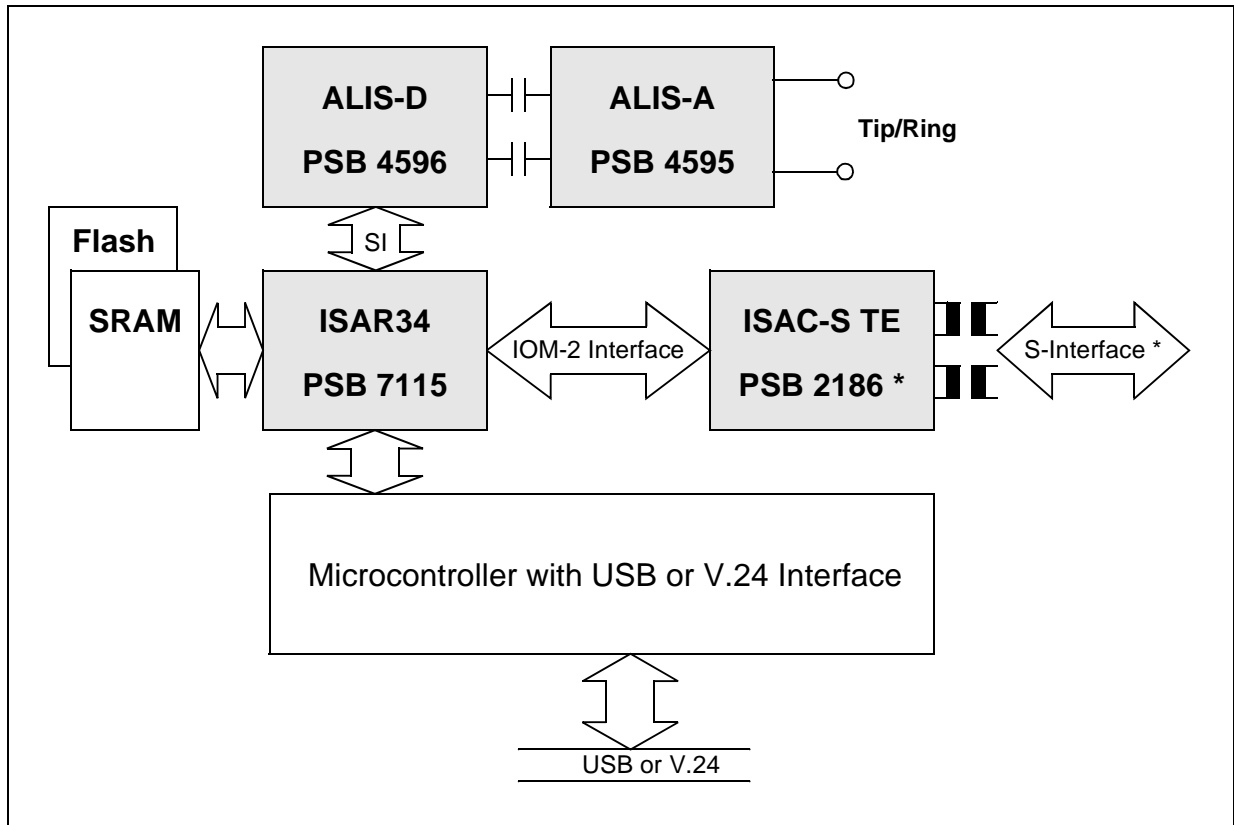 ALIS-D
PSB 4596
ALIS-A
PSB 4595
Tip/Ring
SI
Flash
SRAM
ISAR34
PSB 7115
IOM-2 Interface
ISAC-S TE
PSB 2186 *
S-Interface *
Microcontroller with USB or V.24 Interface
USB or V.24